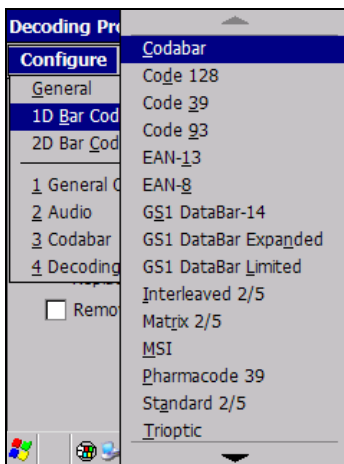 Decoding Pro
Configure
General
1D Bar Cod
2D Bar Cod
1 General
2 Audio
3 Codabar
4 Decoding
Remo
Codabar
Code 128
Code 39
Code 93
EAN-13
EAN-8
GS1 DataBar-14
GS1 DataBar Expanded
GS1 DataBar Limited
Interleaved 2/5
Matrix 2/5
MSI
Pharmacode 39
Standard 2/5
Trioptic